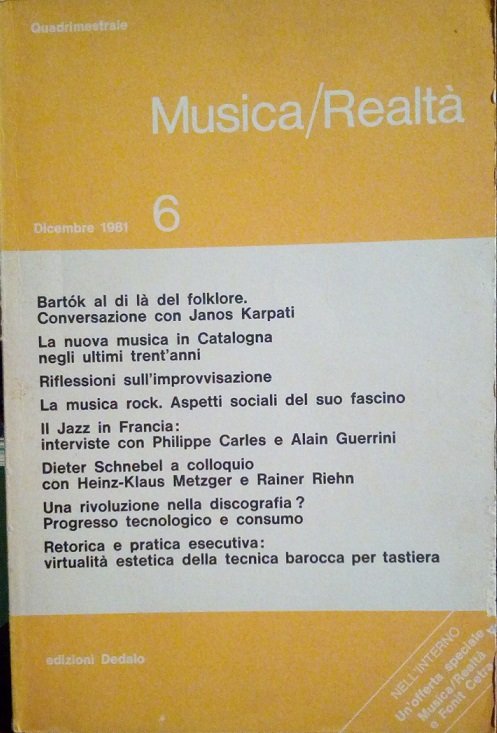 Quadrimestrale
Musica/Realtà
Dicembre 1981 6
Bartók al di là del folklore.
Conversazione con Janos Karpati
La nuova musica in Catalogna
negli ultimi trent'anni
Riflessioni sull'improvvisazione
La musica rock. Aspetti sociali del suo fascino
Il Jazz in Francia:
interviste con Philippe Carles e Alain Guerrini
Dieter Schnebel a colloquio
con Heinz-Klaus Metzger e Rainer Riehn
Una rivoluzione nella discografia?
Progresso tecnologico e consumo
Retorica e pratica esecutiva:
virtualità estetica della tecnica barocca per tastiera
edizioni Dedalo
NELL'INTERNO
Un'offerta speciale
Musica/Realtà
e Fonit Cetra